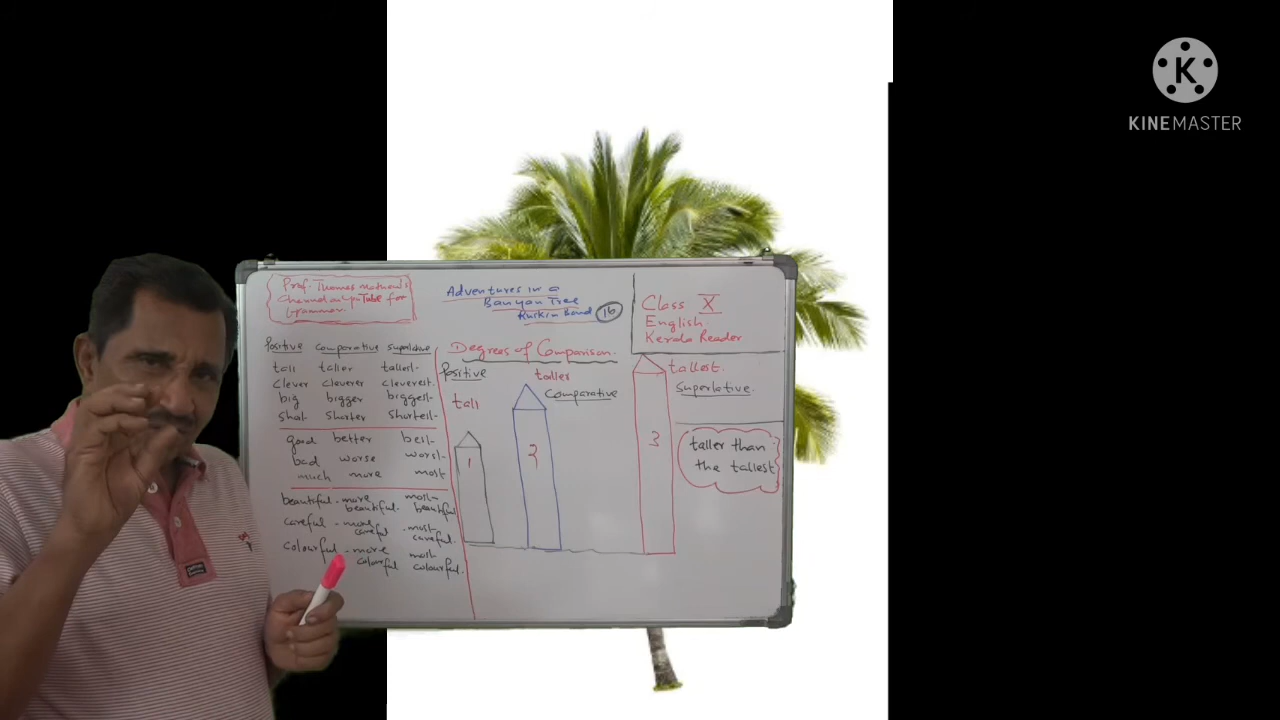 KINEMASTER
Prof. Thomas Mathew's
Channel on YouTube for
Grammar.
Adventures in a
Banyan Tree
Ruskin Bond
16
Class X
English
Kerala Reader
Degrees of Comparison.
Positive Comparative Superlative
tall taller tallest
clever cleverer cleverest
big bigger biggest
short shorter shortest
good better best
bad worse worst
much more most
beautiful - more beautiful - most beautiful
careful - more careful - most careful.
colourful - more colourful most colourful.
Positive
tall
1
taller
Comparative
2
tallest.
Superlative.
3
taller than
the tallest